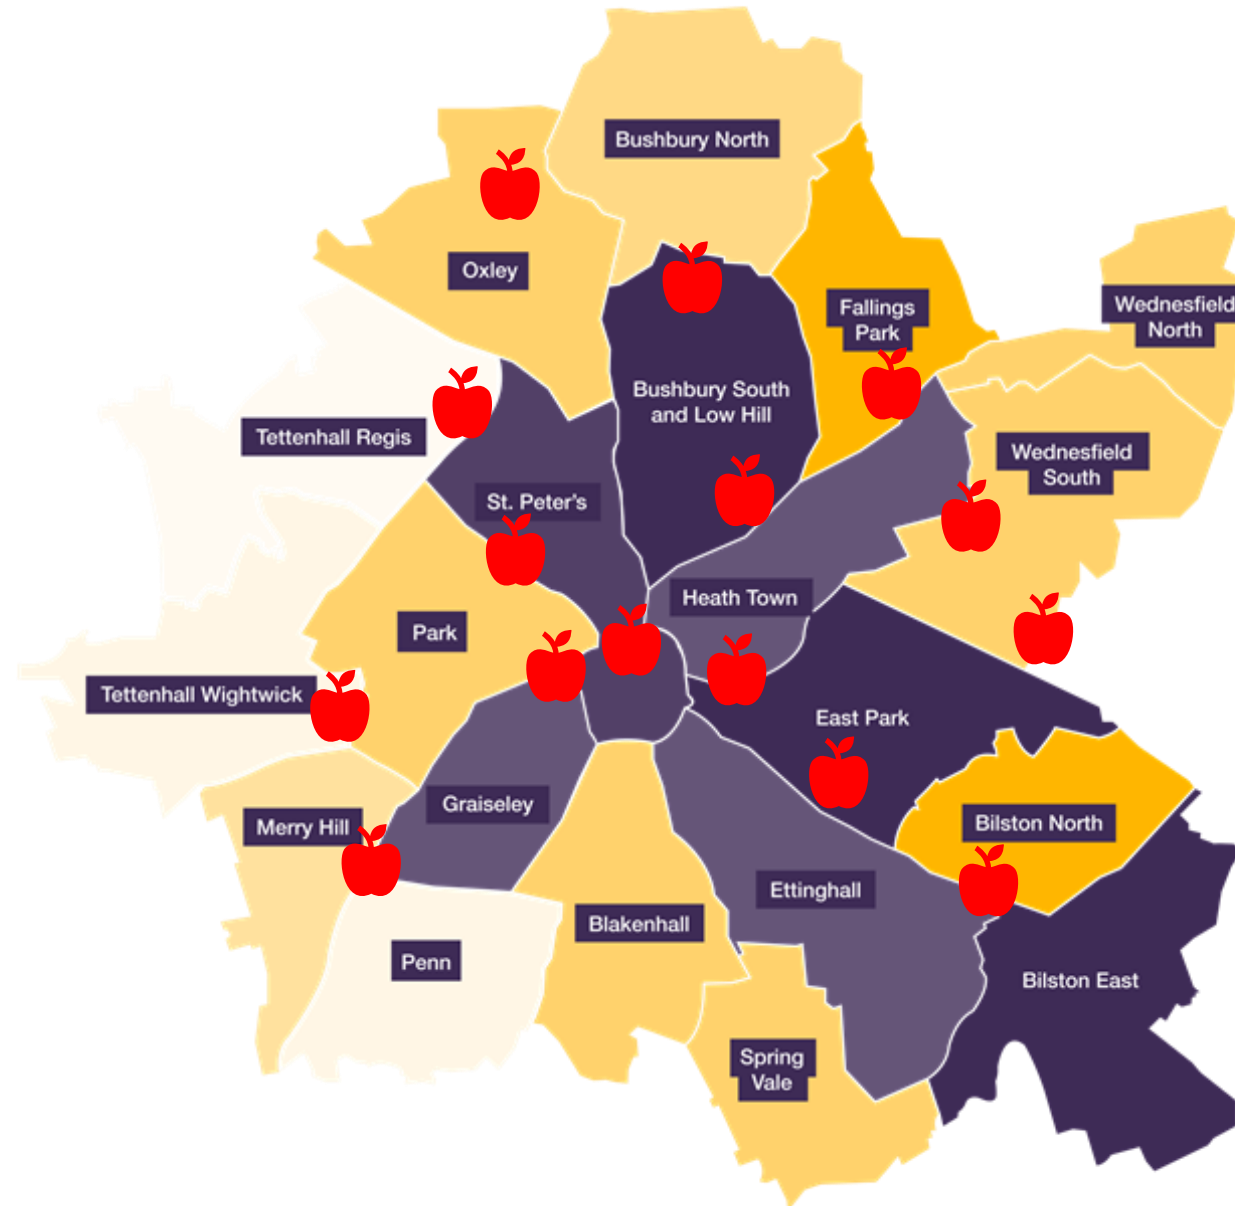 Bushbury North
Oxley
Fallings
Park
Wednesfield
North
Bushbury South
and Low Hill
Tettenhall Regis
Wednesfield
South
St. Peter's
Heath Town
Park
Tettenhall Wightwick
East Park
Graiseley
Merry Hill
Bilston North
Ettinghall
Blakenhall
Penn
Bilston East
Spring
Vale